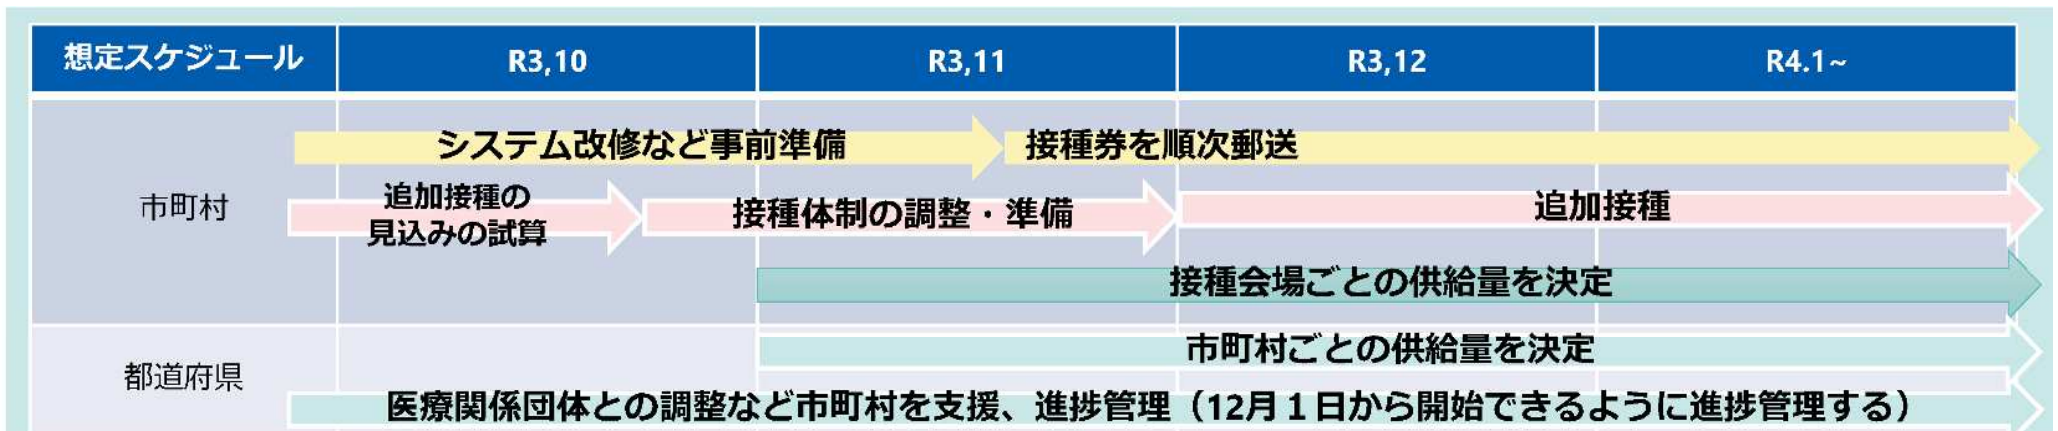 想定スケジュール
R3,10
R3,11
R3,12
R4.1~
市町村
システム改修など事前準備
接種券を順次郵送
追加接種の
見込みの試算
接種体制の調整・準備
追加接種
接種会場ごとの供給量を決定
都道府県
市町村ごとの供給量を決定
医療関係団体との調整など市町村を支援、進捗管理（12月１日から開始できるように進捗管理する）